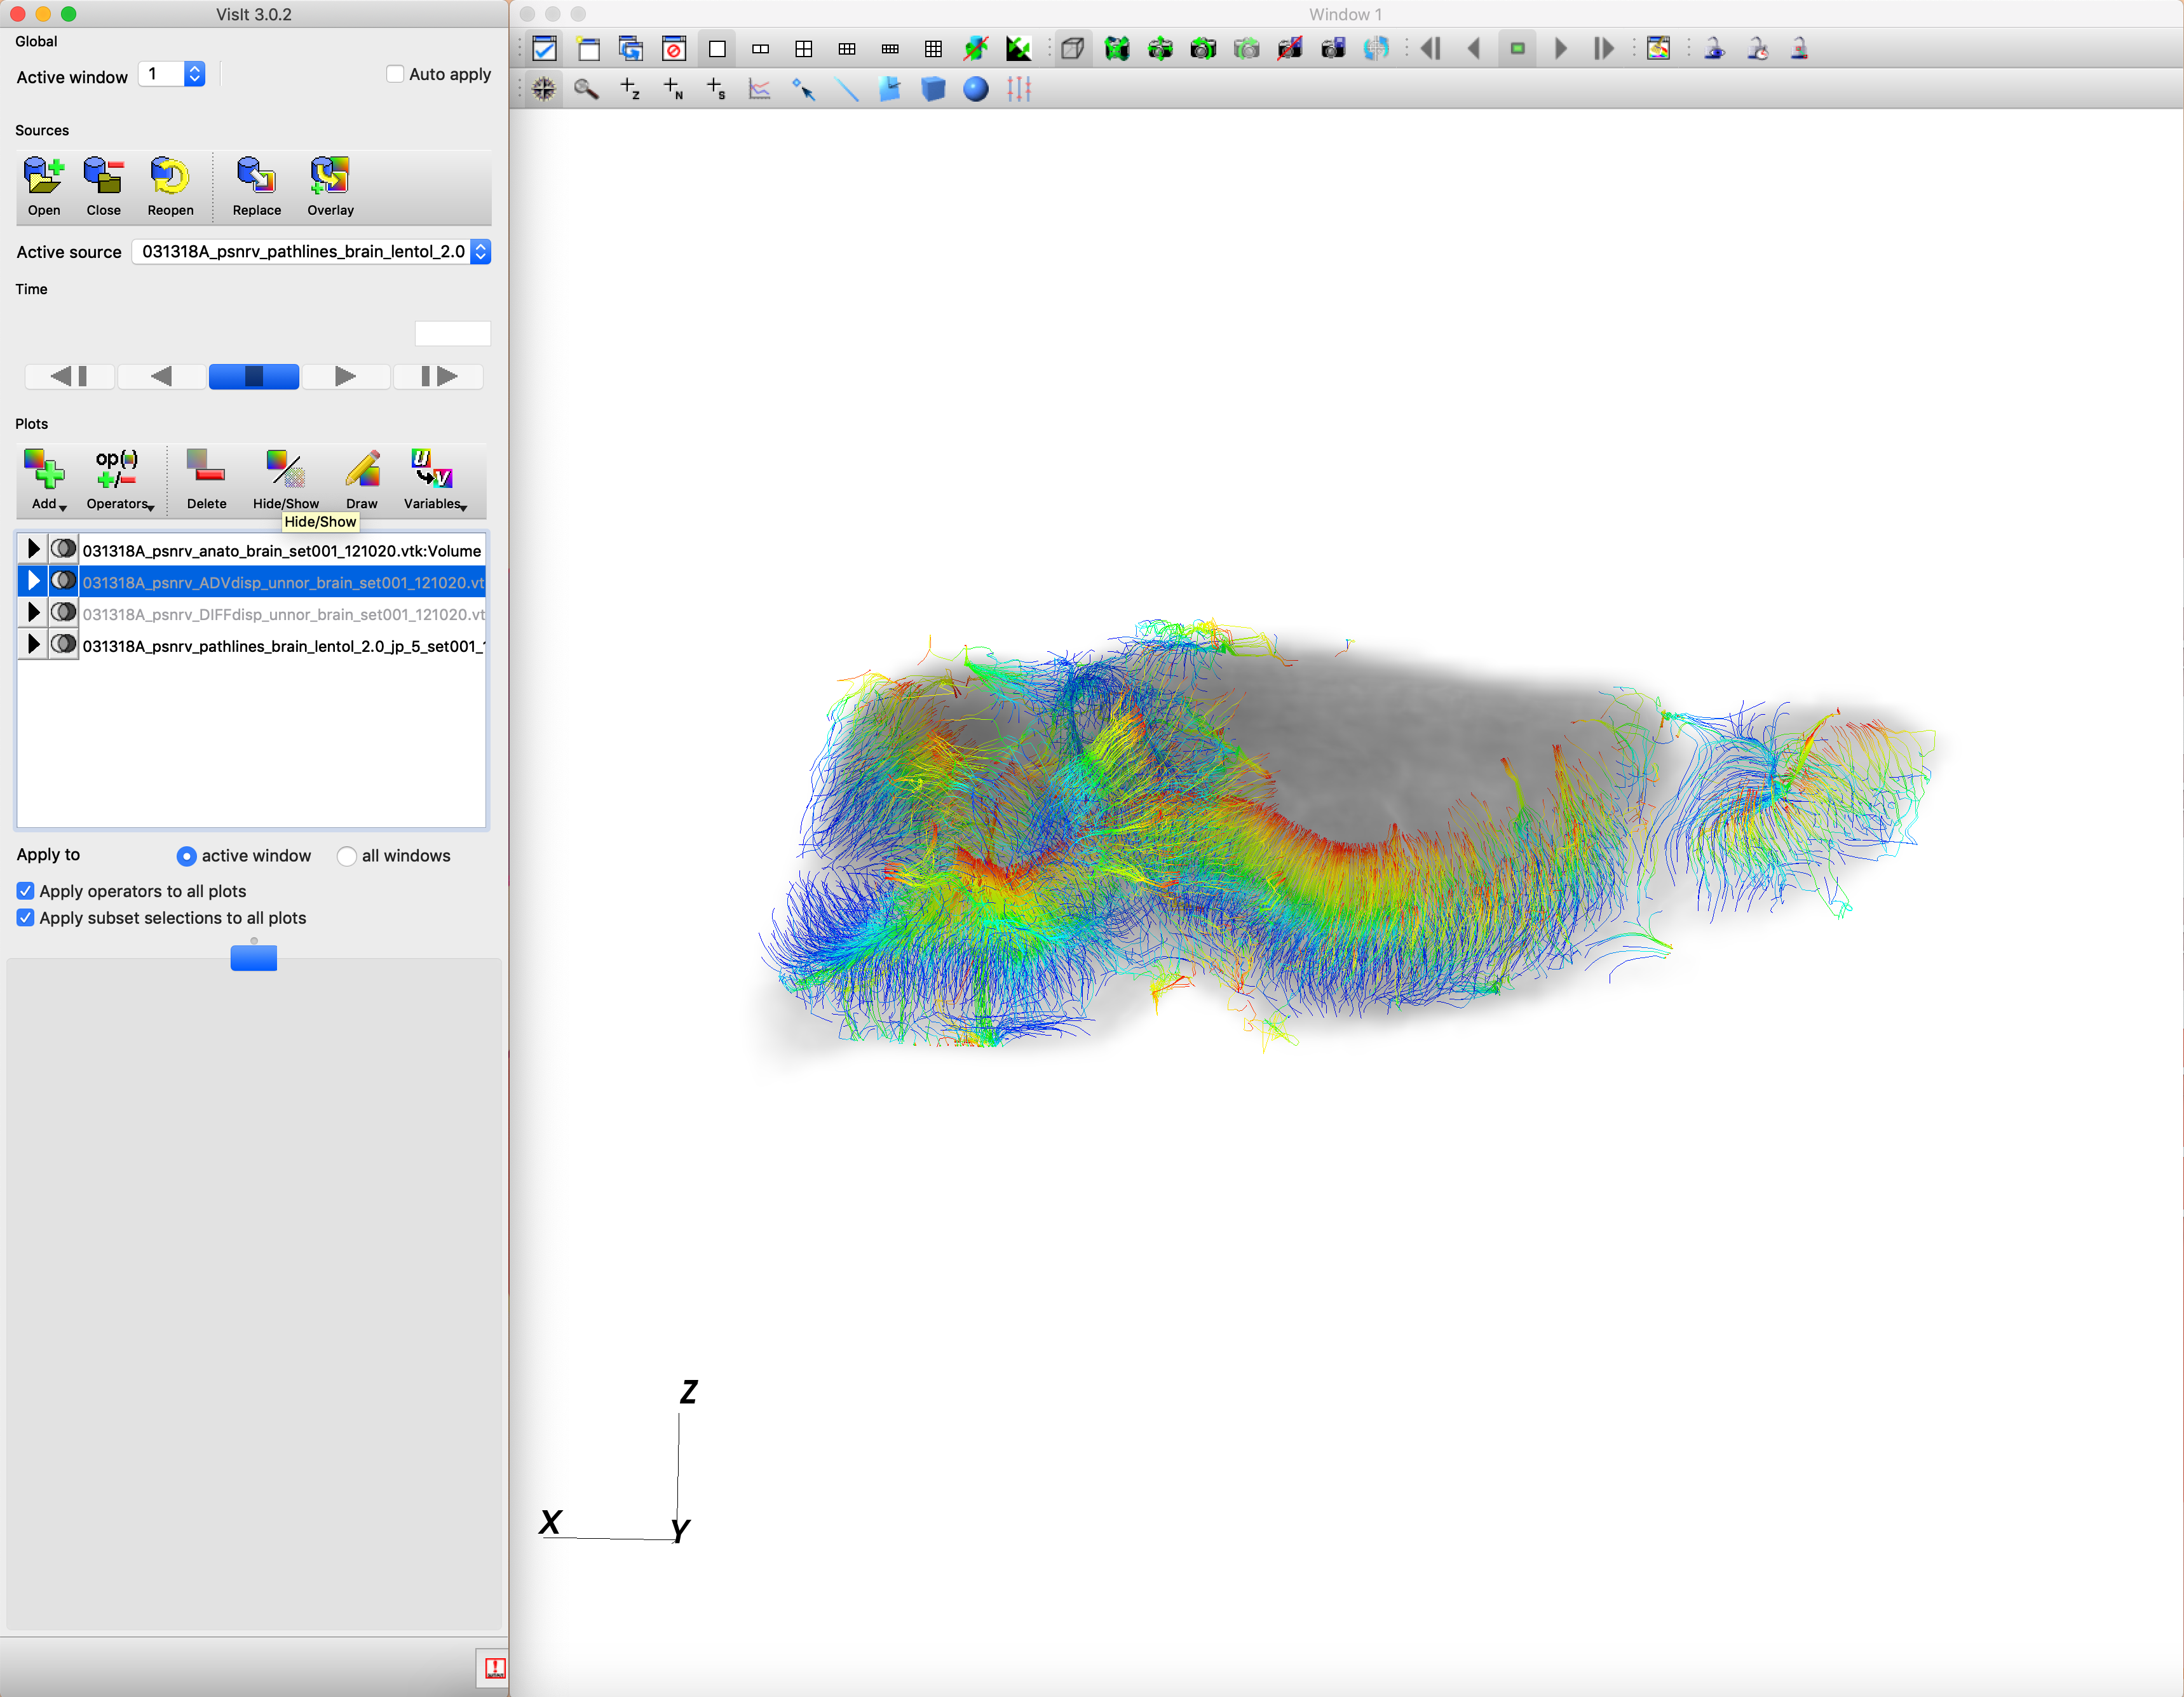 VisIt 3.0.2
Window 1
Global
Active window 1
Auto apply
Sources
Open Close Reopen Replace Overlay
Active source 031318A_psnrv_pathlines_brain_lentol_2.0
Time
Plots
op( )
Add Operators Delete Hide/Show Draw Variables
Hide/Show
031318A_psnrv_anato_brain_set001_121020.vtk:Volume
031318A_psnrv_ADVdisp_unnor_brain_set001_121020.vt
031318A_psnrv_DIFFdisp_unnor_brain_set001_121020.vt
031318A_psnrv_pathlines_brain_lentol_2.0_jp_5_set001_
Apply to active window all windows
Apply operators to all plots
Apply subset selections to all plots
Z
X
Y